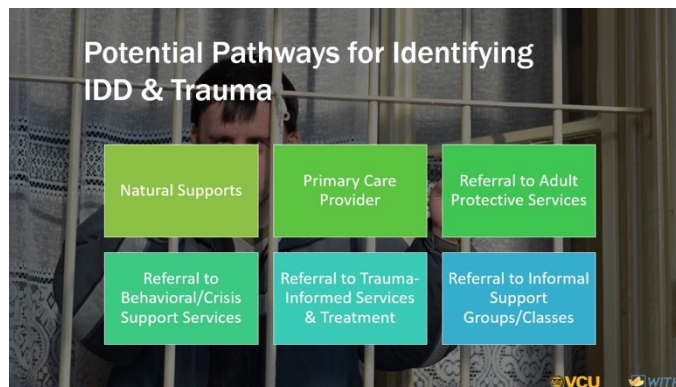 Potential Pathways for Identifying
IDD & Trauma
Natural Supports
Primary Care
Provider
Referral to Adult
Protective Services
Referral to
Behavioral/Crisis
Support Services
Referral to Trauma-
Informed Services
& Treatment
Referral to Informal
Support
Groups/Classes
VCU